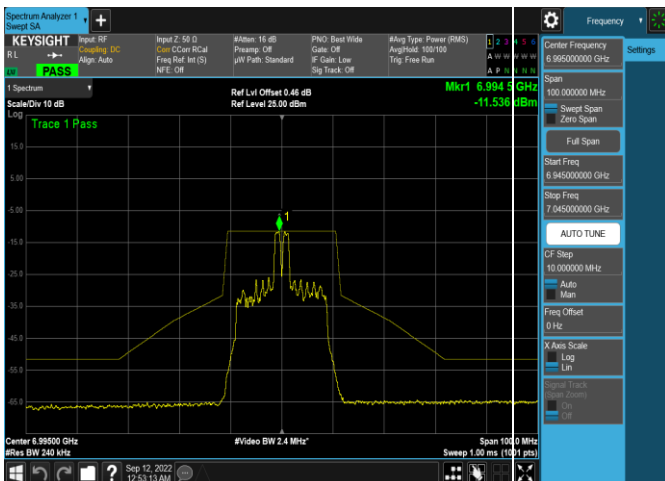 Spectrum Analyzer 1
Swept SA
+
Frequency
KEYSIGHT
R L
PASS
Input: RF
Coupling: DC
Align: Auto
Input Z: 50 Ω
Corr CCorr RCal
Freq Ref: Int (S)
NFE: Off
#Atten: 16 dB
Preamp: Off
µW Path: Standard
PNO: Best Wide
Gate: Off
IF Gain: Low
Sig Track: Off
#Avg Type: Power (RMS)
Avg|Hold: 100/100
Trig: Free Run
1 2 3 4 5 6
A W W W W W
A P N N N N
1 Spectrum
Scale/Div 10 dB
Log
Ref Lvl Offset 0.46 dB
Ref Level 25.00 dBm
Mkr1 6.994 5 GHz
-11.536 dBm
Trace 1 Pass
1
15.0
5.00
-5.00
-15.0
-25.0
-35.0
-45.0
-55.0
-65.0
Center 6.99500 GHz
#Res BW 240 kHz
#Video BW 2.4 MHz*
Span 100.0 MHz
Sweep 1.00 ms (1001 pts)
Sep 12, 2022
12:53:13 AM
Center Frequency
6.995000000 GHz
Settings
Span
100.000000 MHz
Swept Span
Zero Span
Full Span
Start Freq
6.945000000 GHz
Stop Freq
7.045000000 GHz
AUTO TUNE
CF Step
10.000000 MHz
Auto
Man
Freq Offset
0 Hz
X Axis Scale
Log
Lin
Signal Track
(Span Zoom)
On
Off